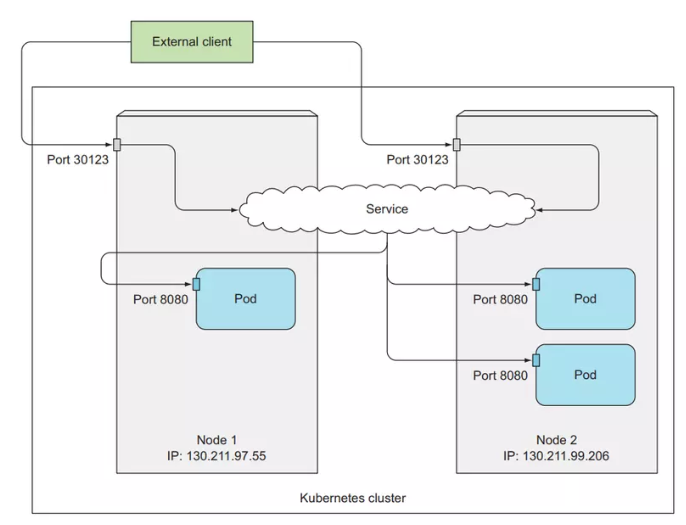 External client
Port 30123
Port 30123
Service
Port 8080
Pod
Port 8080
Pod
Port 8080
Pod
Node 1
IP: 130.211.97.55
Node 2
IP: 130.211.99.206
Kubernetes cluster